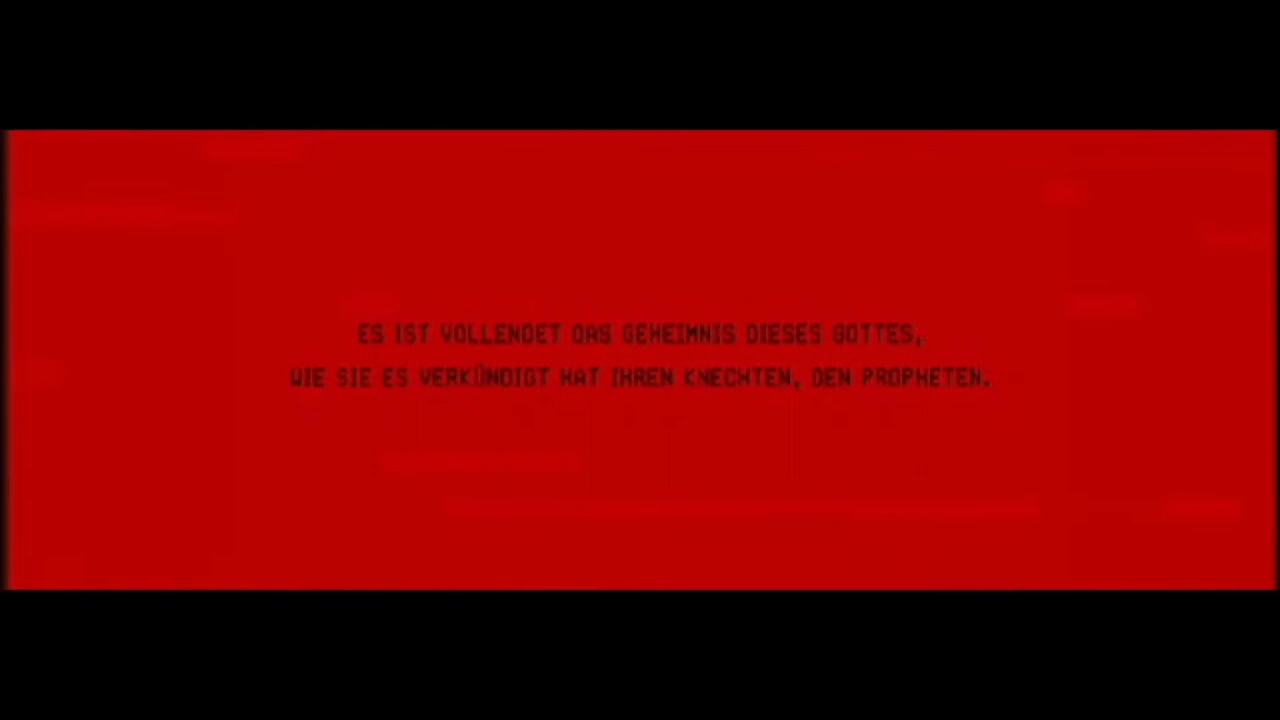 ES IST VOLLENDET DAS GEHEIMNIS DIESES GOTTES,
WIE SIE ES VERKÜNDIGT HAT IHREN KNECHTEN, DEN PROPHETEN.